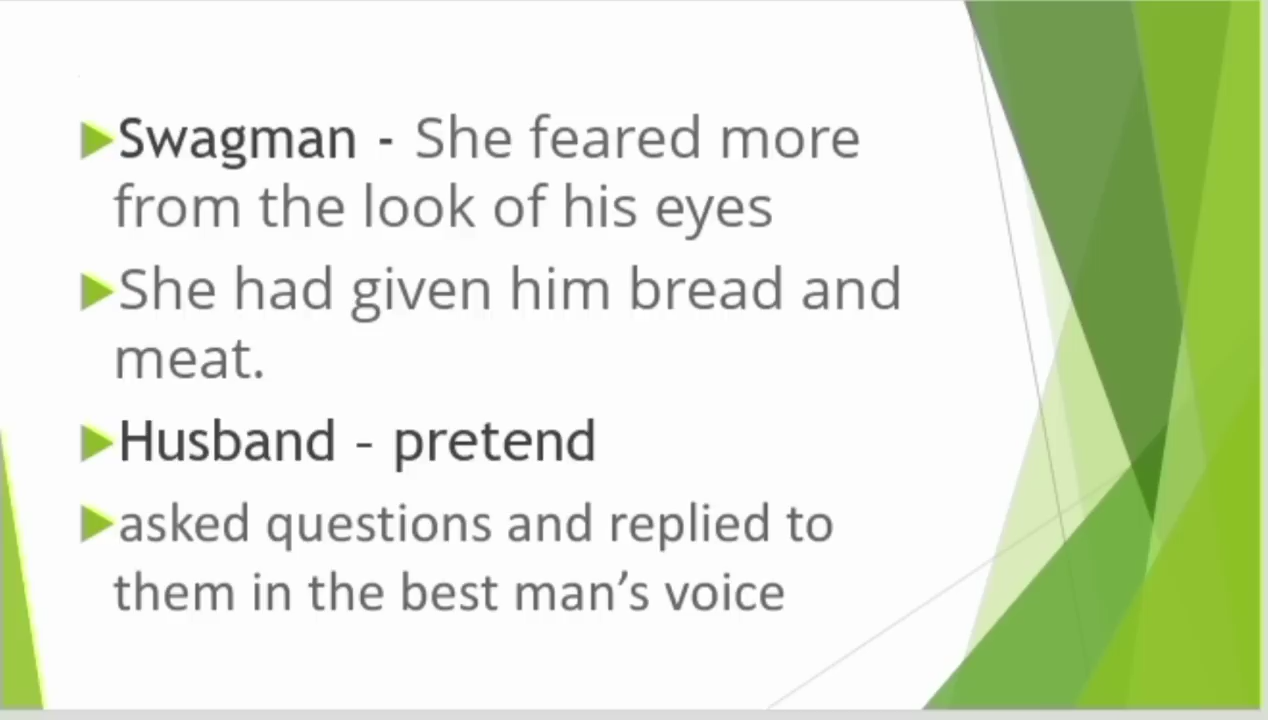 Swagman - She feared more
from the look of his eyes
She had given him bread and
meat.
Husband – pretend
asked questions and replied to
them in the best man’s voice